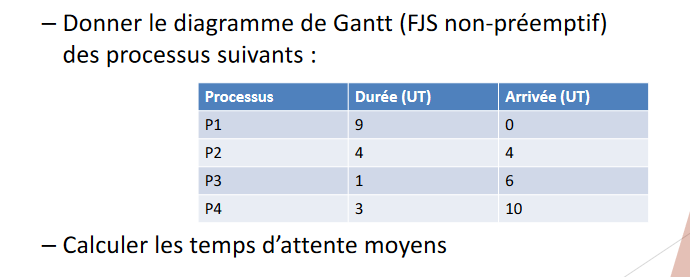 – Donner le diagramme de Gantt (FJS non-préemptif)
des processus suivants :
Processus Durée (UT) Arrivée (UT)
P1 9 0
P2 4 4
P3 1 6
P4 3 10
– Calculer les temps d’attente moyens